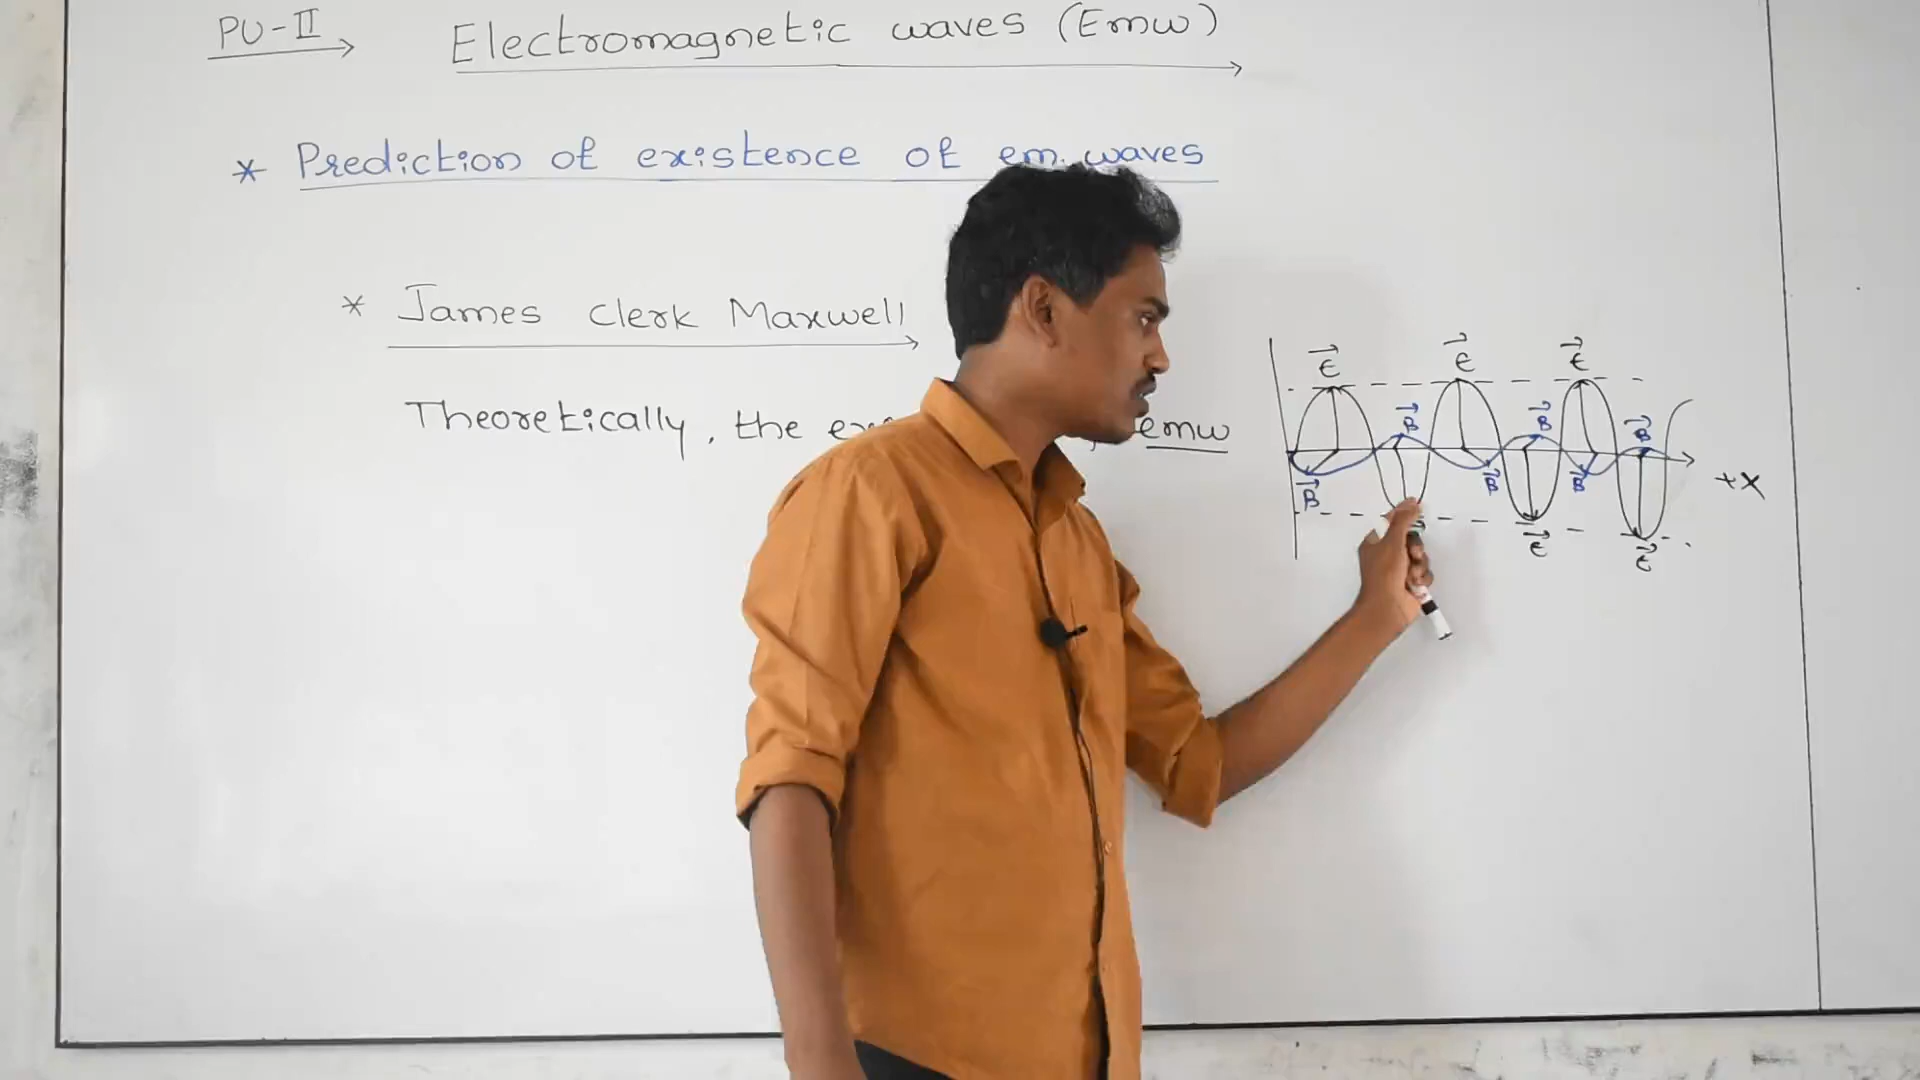 PU-II
Electromagnetic waves (Emw)
* Prediction of existence of em. waves
* James Clerk Maxwell
Theoretically, the emw
E E E
B B B
B B B
E E
+X